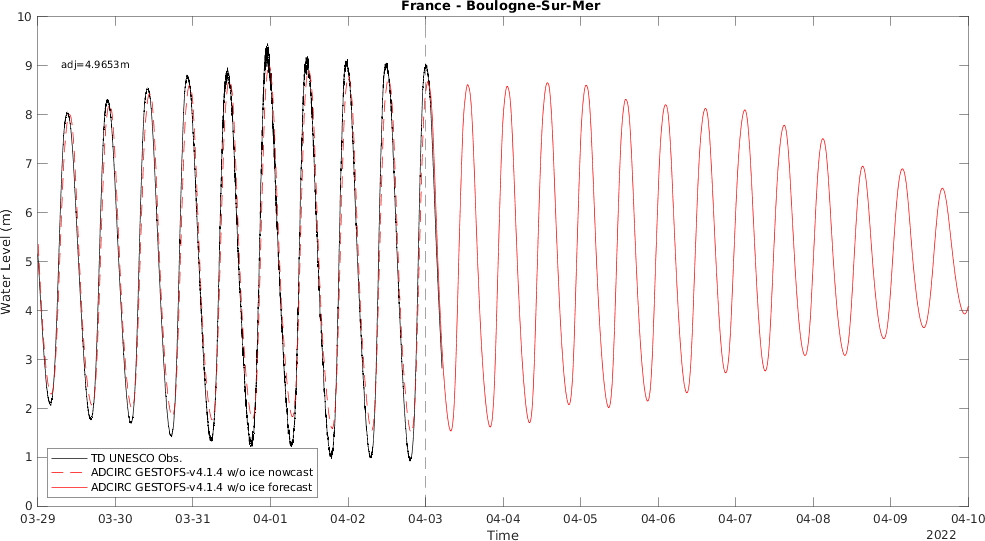 France - Boulogne-Sur-Mer
adj=4.9653m
Water Level (m)
10
9
8
7
6
5
4
3
2
1
0
TD UNESCO Obs.
ADCIRC GESTOFS-v4.1.4 w/o ice nowcast
ADCIRC GESTOFS-v4.1.4 w/o ice forecast
03-29 03-30 03-31 04-01 04-02 04-03 04-04 04-05 04-06 04-07 04-08 04-09 04-10
Time
2022